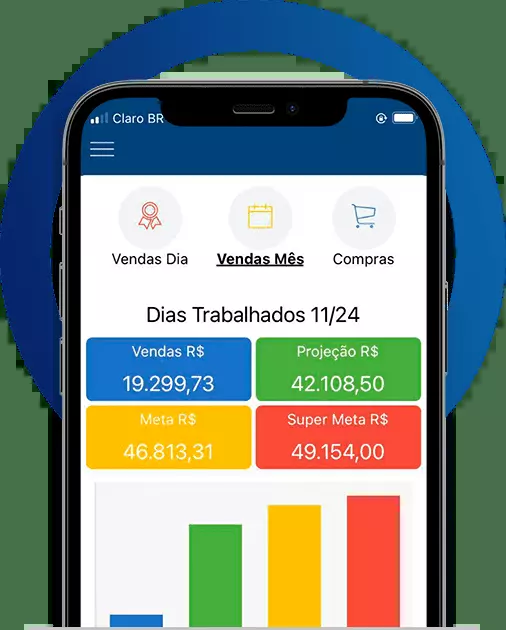 Claro BR
Vendas Dia
Vendas Mês
Compras
Dias Trabalhados 11/24
Vendas R$
Projeção R$
19.299,73
42.108,50
Meta R$
Super Meta R$
46.813,31
49.154,00